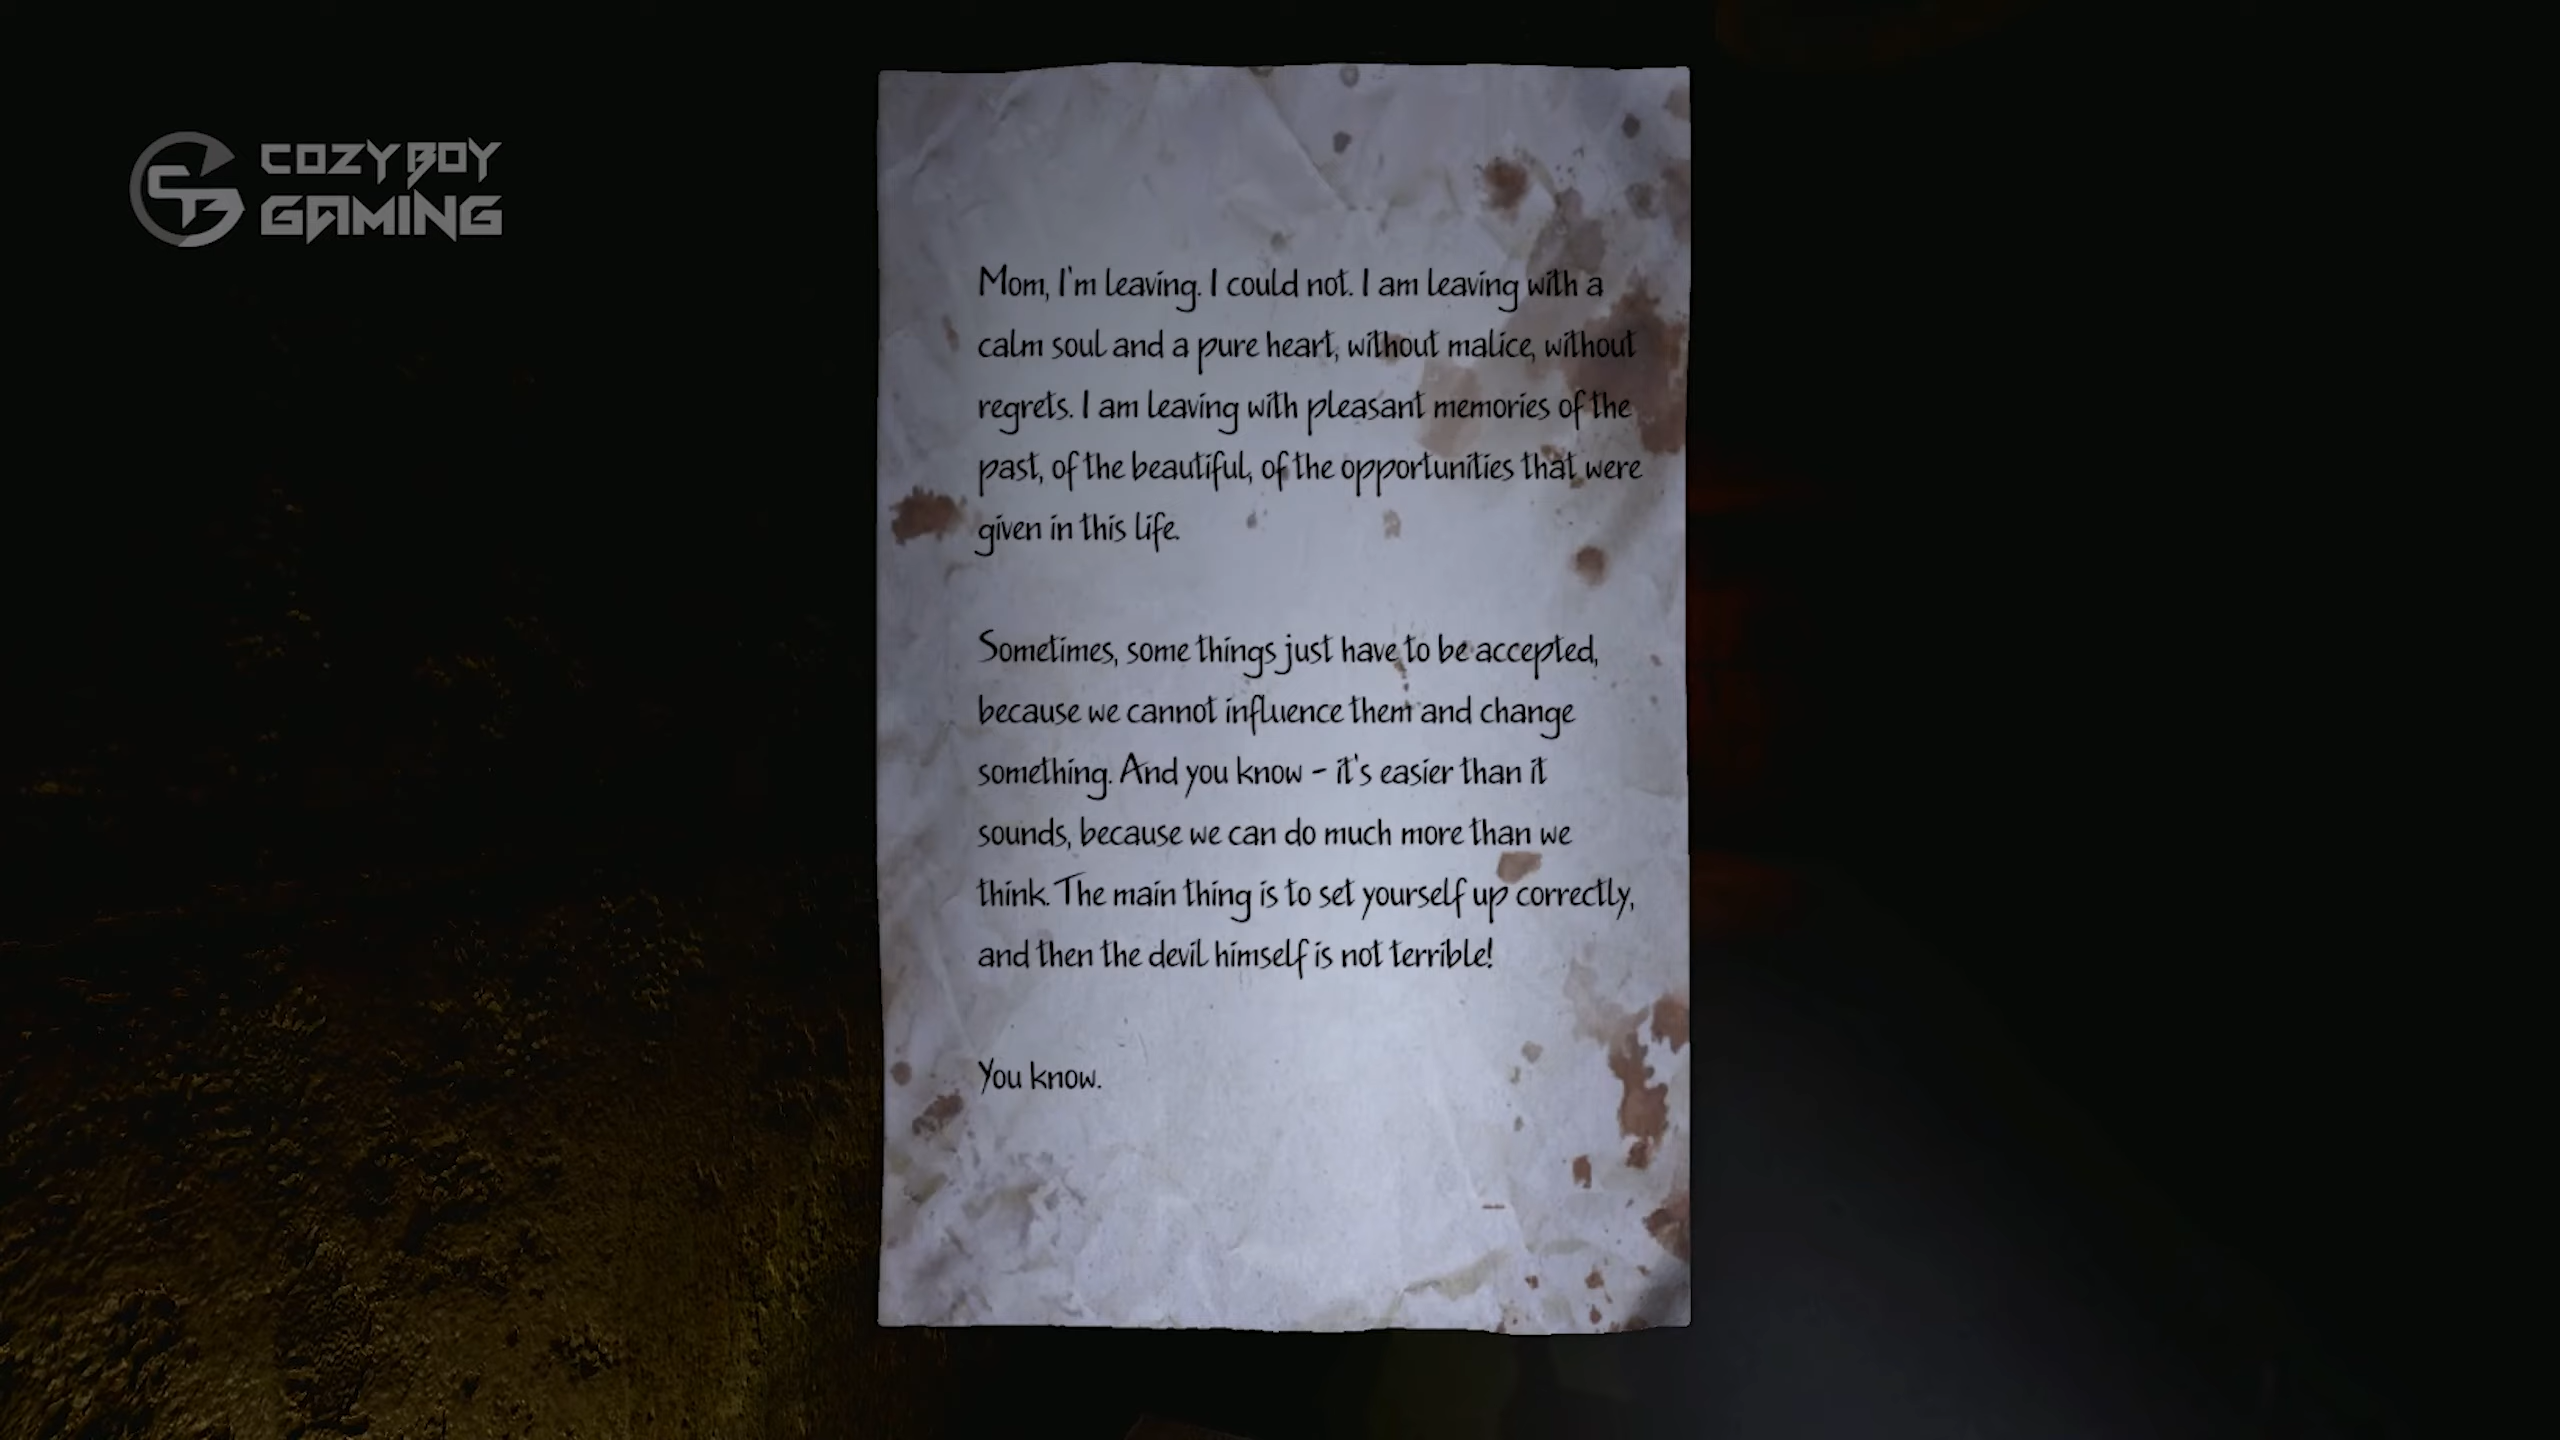 COZY BOY
GAMING
Mom, I'm leaving. I could not. I am leaving with a
calm soul and a pure heart, without malice, without
regrets. I am leaving with pleasant memories of the
past, of the beautiful, of the opportunities that were
given in this life.
Sometimes, some things just have to be accepted,
because we cannot influence them and change
something. And you know - it's easier than it
sounds, because we can do much more than we
think. The main thing is to set yourself up correctly,
and then the devil himself is not terrible!
You know.